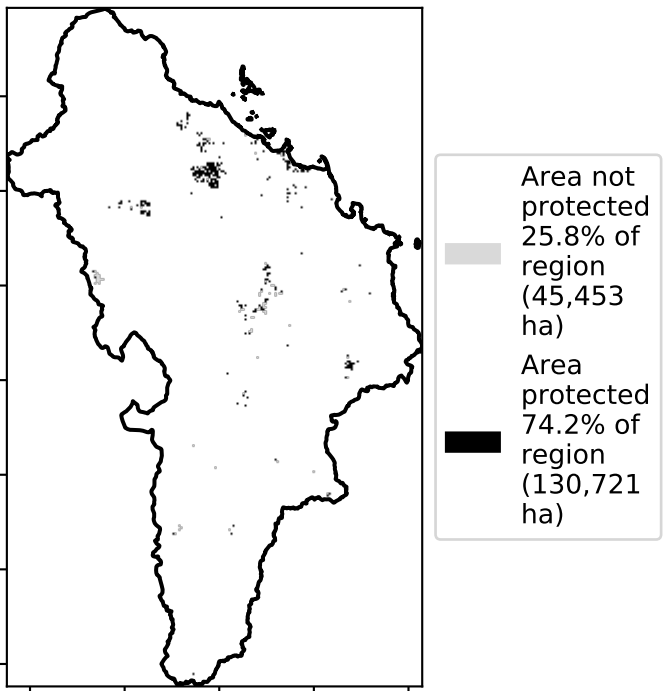 Area not
protected
25.8% of
region
(45,453
ha)
Area
protected
74.2% of
region
(130,721
ha)